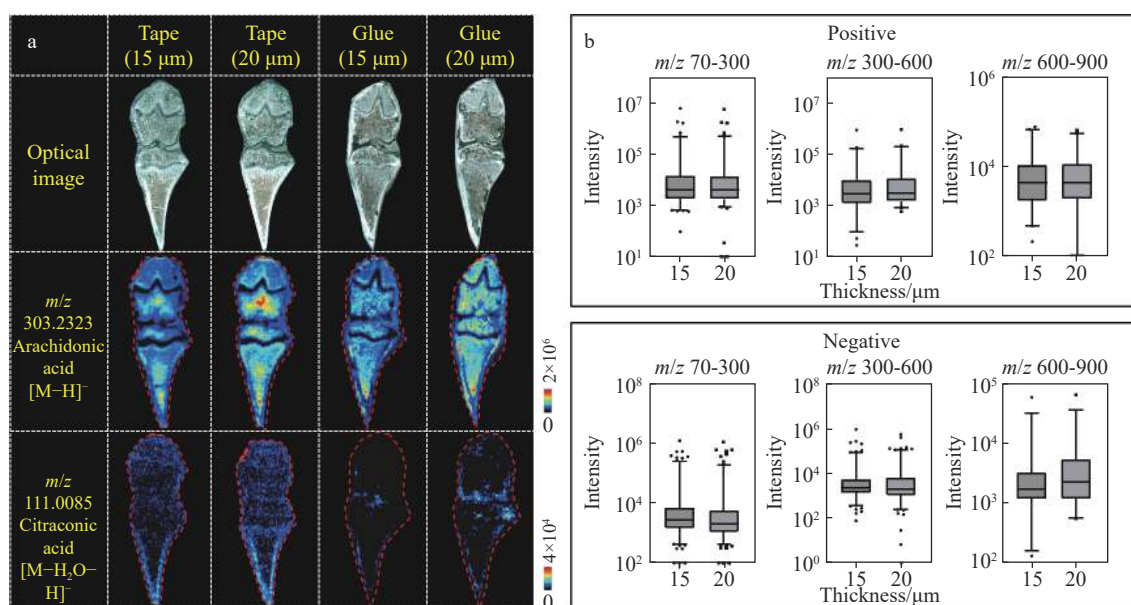 a
Tape
(15 μm)
Tape
(20 μm)
Glue
(15 μm)
Glue
(20 μm)
Optical
image
m/z
303.2323
Arachidonic
acid
[M−H]⁻
0 2×10⁶
m/z
111.0085
Citraconic
acid
[M−H₂O−
H]⁻
0 4×10⁴
b
Positive
m/z 70-300
m/z 300-600
m/z 600-900
Intensity
10⁷
10⁵
10³
10¹
15 20
Intensity
10⁷
10⁵
10³
10¹
15 20
Intensity
10⁶
10⁴
10²
15 20
Thickness/μm
Negative
m/z 70-300
m/z 300-600
m/z 600-900
Intensity
10⁸
10⁶
10⁴
10²
15 20
Intensity
10⁸
10⁶
10⁴
10²
10⁰
15 20
Intensity
10⁵
10⁴
10³
10²
15 20
Thickness/μm